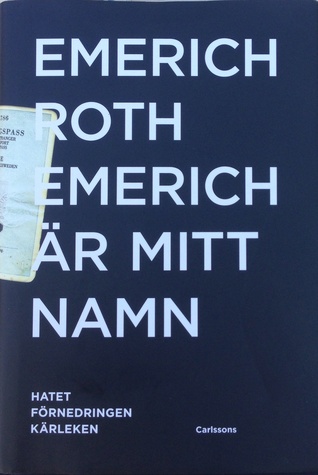 EMERICH
ROTH
EMERICH
ÄR MITT
NAMN
HATET
FÖRNEDRINGEN
KÄRLEKEN
Carlssons